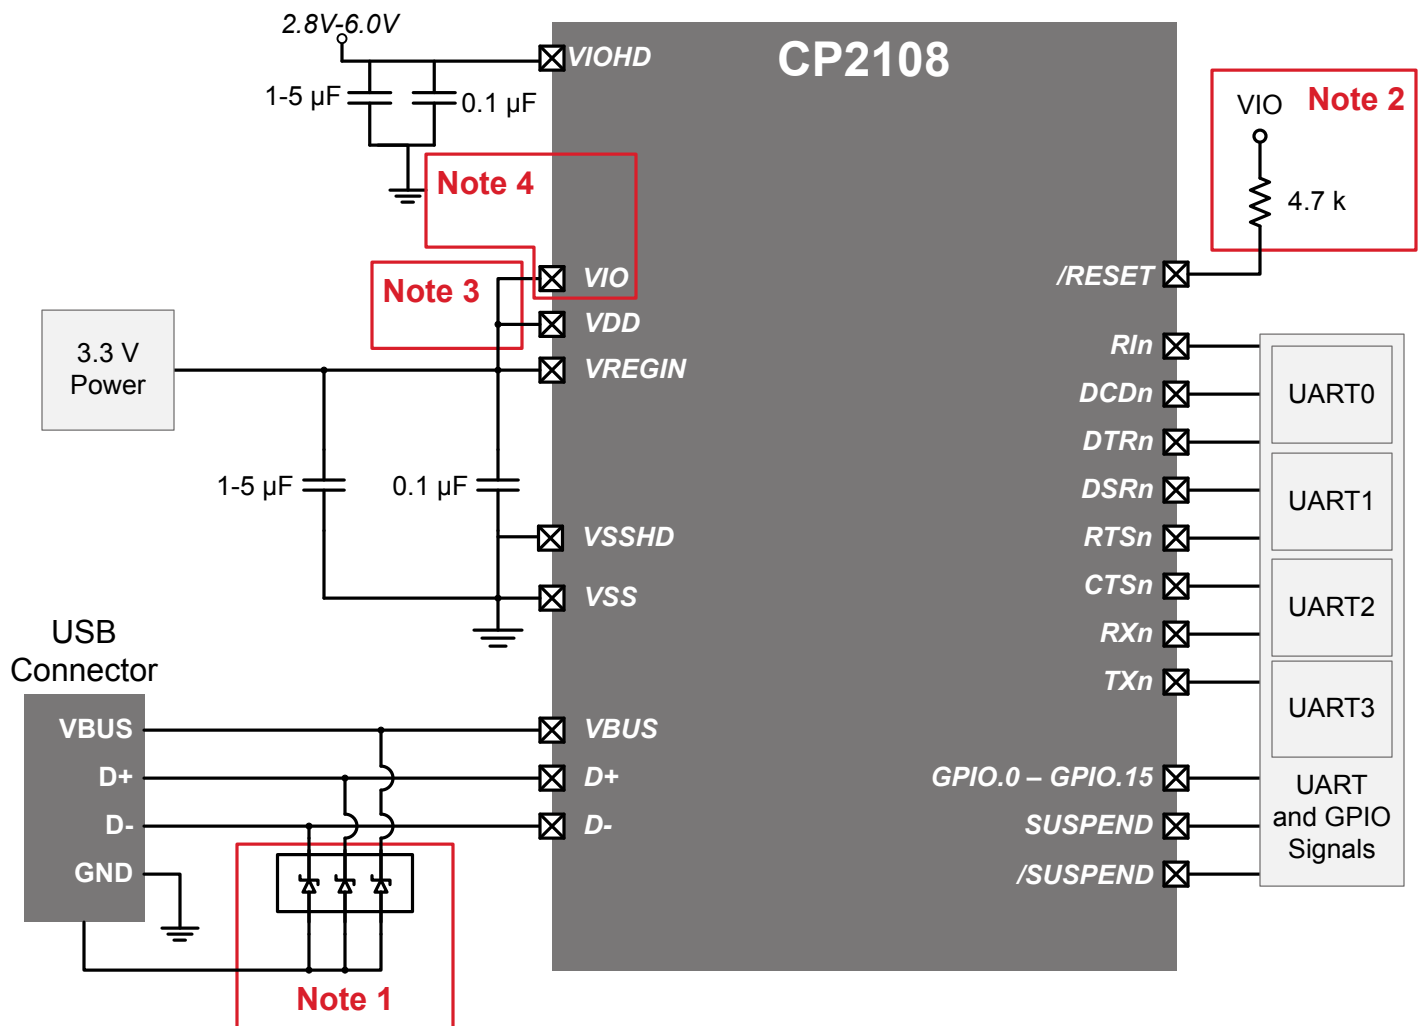 2.8V-6.0V
CP2108
VIOHD
1-5 µF
0.1 µF
VIO
Note 2
4.7 k
Note 4
VIO
/RESET
Note 3
VDD
3.3 V
Power
VREGIN
RIn
DCDn
DTRn
DSRn
RTSn
CTSn
RXn
TXn
UART0
UART1
UART2
UART3
1-5 µF
0.1 µF
VSSHD
VSS
USB
Connector
VBUS
D+
D-
GND
VBUS
D+
D-
GPIO.0 – GPIO.15
SUSPEND
/SUSPEND
UART
and GPIO
Signals
Note 1